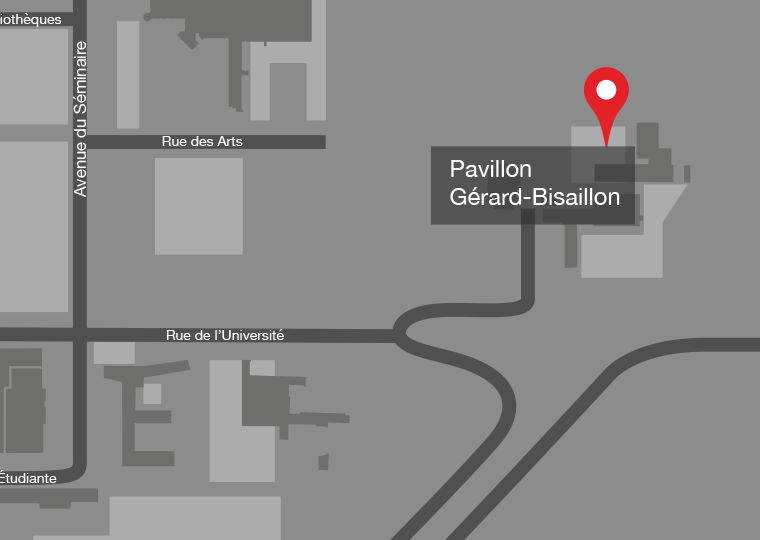 iothèques
Avenue du Séminaire
Rue des Arts
Pavillon
Gérard-Bisaillon
Rue de l'Université
Étudiante